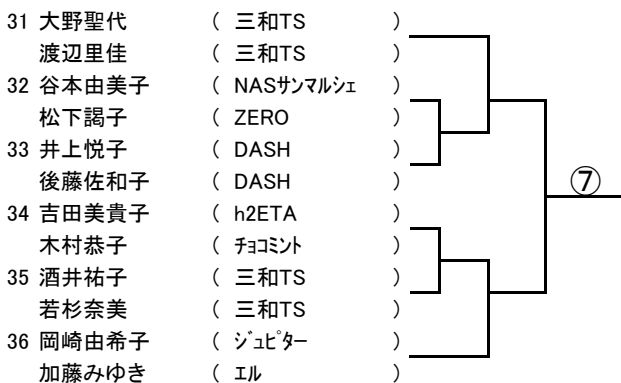 31 大野聖代 ( 三和TS )
渡辺里佳 ( 三和TS )
32 谷本由美子 ( NASｻﾝﾏﾙｼｪ )
松下謁子 ( ZERO )
33 井上悦子 ( DASH )
後藤佐和子 ( DASH )
⑦
34 吉田美貴子 ( h2ETA )
木村恭子 ( ﾁｮｺﾐﾝﾄ )
35 酒井祐子 ( 三和TS )
若杉奈美 ( 三和TS )
36 岡崎由希子 ( ｼﾞｭﾋﾟﾀｰ )
加藤みゆき ( ｴﾙ )